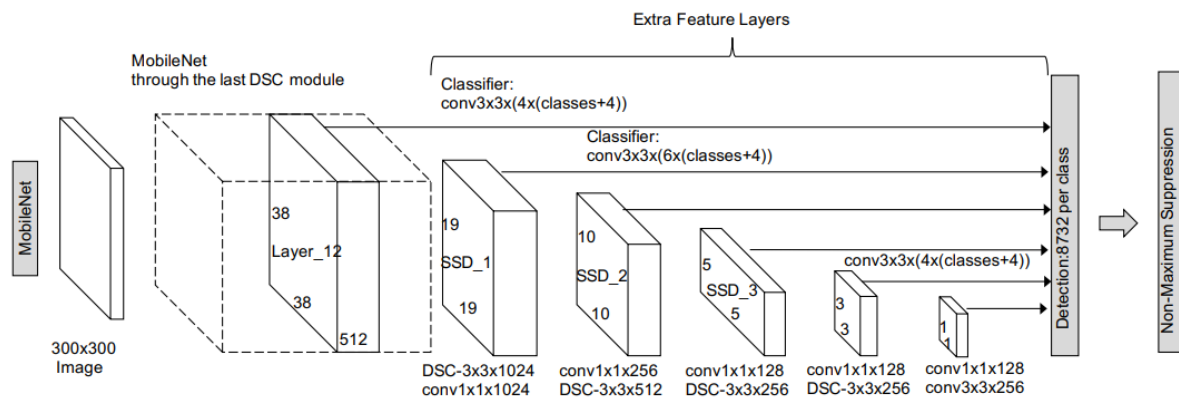 Extra Feature Layers
MobileNet
through the last DSC module
Classifier:
conv3x3x(4x(classes+4))
Classifier:
conv3x3x(6x(classes+4))
MobileNet
300x300
Image
38
Layer_12
38
512
19
SSD_1
19
DSC-3x3x1024
conv1x1x1024
10
SSD_2
10
conv1x1x256
DSC-3x3x512
5
SSD_3
5
conv1x1x128
DSC-3x3x256
conv3x3x(4x(classes+4))
3
3
conv1x1x128
DSC-3x3x256
1
1
conv1x1x128
conv3x3x256
Detection:8732 per class
Non-Maximum Suppression